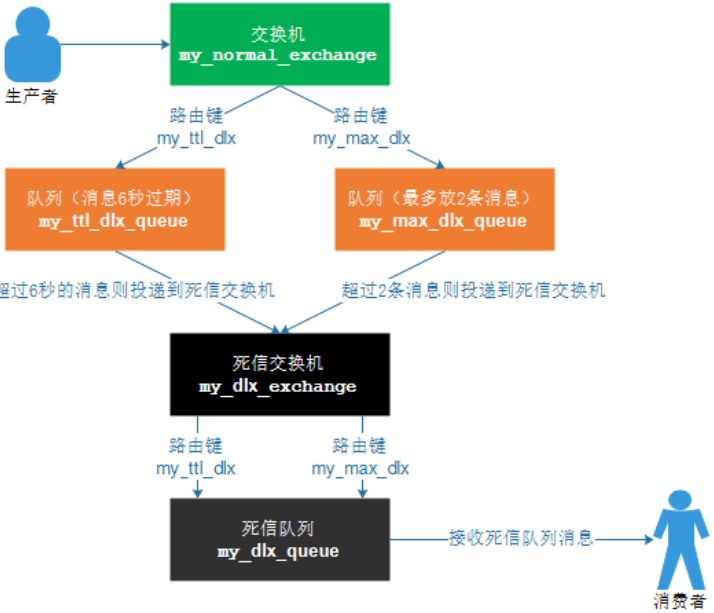 交换机
my_normal_exchange
生产者
路由键
my_ttl_dlx
路由键
my_max_dlx
队列（消息6秒过期）
my_ttl_dlx_queue
队列（最多放2条消息）
my_max_dlx_queue
超过6秒的消息则投递到死信交换机
超过2条消息则投递到死信交换机
死信交换机
my_dlx_exchange
路由键
my_ttl_dlx
路由键
my_max_dlx
死信队列
my_dlx_queue
接收死信队列消息
消费者